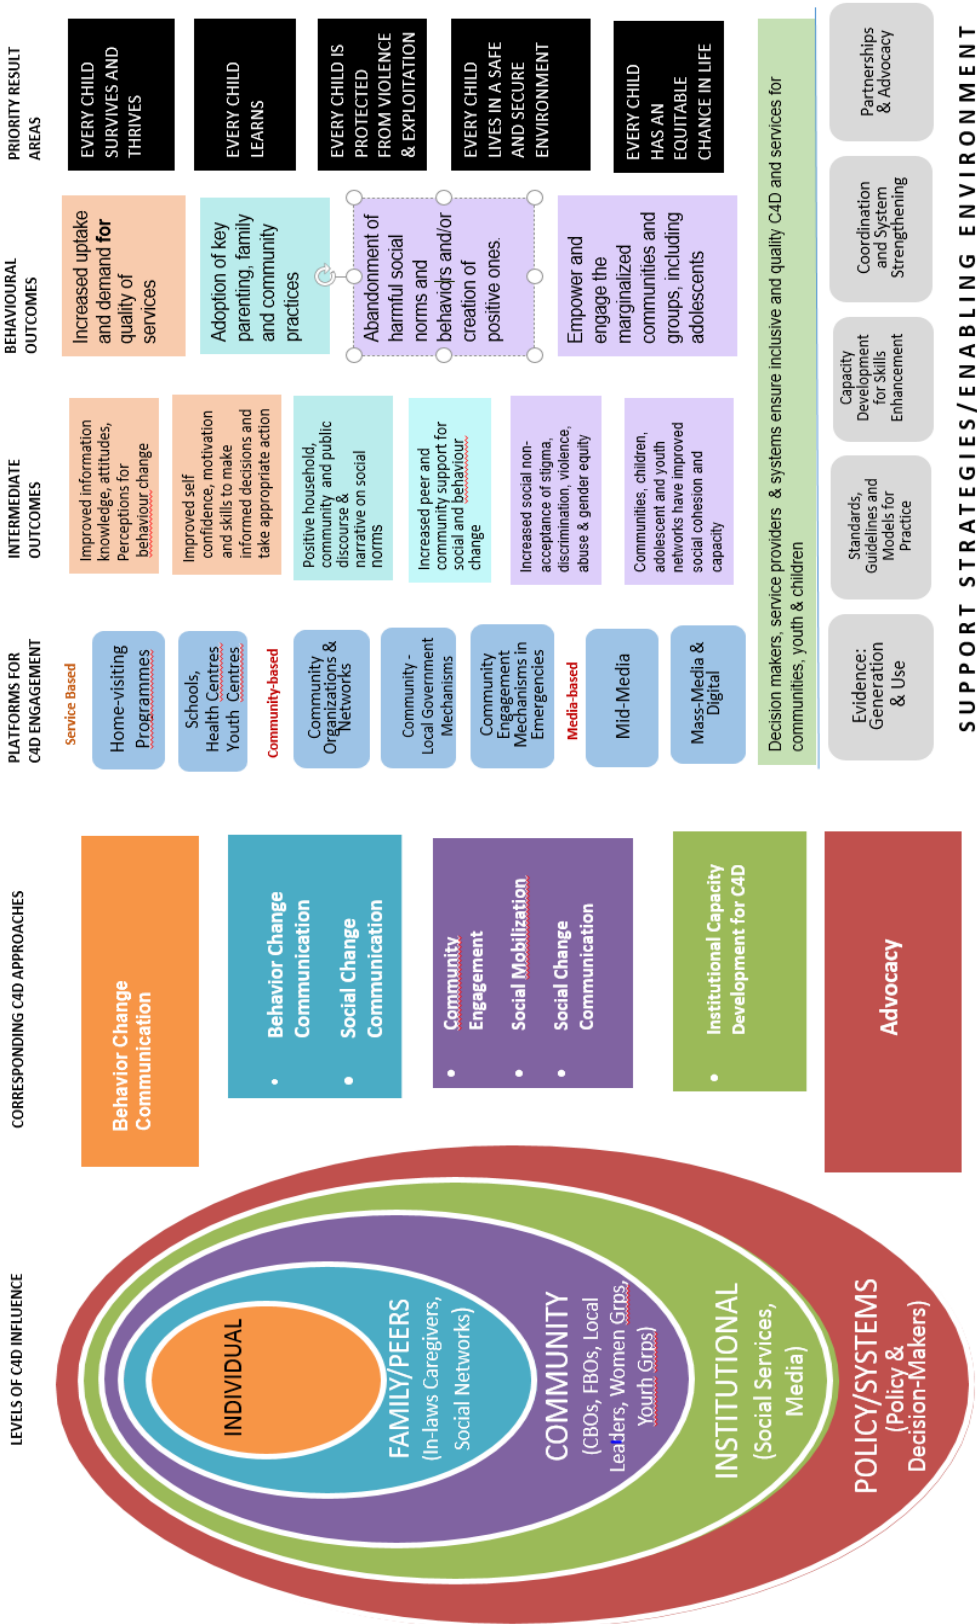 LEVELS OF C4D INFLUENCE
INDIVIDUAL
FAMILY/PEERS
(In-laws Caregivers,
Social Networks)
COMMUNITY
(CBOs, FBOs, Local
Leaders, Women Grps,
Yourh Grps)
INSTITUTIONAL
(Social Services,
Media)
POLICY/SYSTEMS
(Policy &
Decision-Makers)
CORRESPONDING C4D APPROACHES
Behavior Change
Communication
• Behavior Change
Communication
• Social Change
Communication
• Community
Engagement
• Social Mobilization
• Social Change
Communication
• Institutional Capacity
Development for C4D
Advocacy
PLATFORMS FOR
C4D ENGAGEMENT
Service Based
Home-visiting
Programmes
Schools,
Health Centres
Youth Centres
Community-based
Community
Organizations &
Networks
Community -
Local Government
Mechanisms
Community
Engagement
Mechanisms in
Emergencies
Media-based
Mid-Media
Mass-Media &
Digital
INTERMEDIATE
OUTCOMES
Improved information
knowledge, attitudes,
Perceptions for
behaviour change
Improved self
confidence, motivation
and skills to make
informed decisions and
take appropriate action
Positive household,
community and public
discourse &
narrative on social
norms
Increased peer and
community support for
social and behaviour
change
Increased social non-
acceptance of stigma,
discrimination, violence,
abuse & gender equity
Communities, children,
adolescent and youth
networks have improved
social cohesion and
capacity
BEHAVIOURAL
OUTCOMES
Increased uptake
and demand for
quality of
services
Adoption of key
parenting, family
and community
practices
Abandonment of
harmful social
norms and
behaviors and/or
creation of
positive ones.
Empower and
engage the
marginalized
communities and
groups, including
adolescents
PRIORITY RESULT
AREAS
EVERY CHILD
SURVIVES AND
THRIVES
EVERY CHILD
LEARNS
EVERY CHILD IS
PROTECTED
FROM VIOLENCE
& EXPLOITATION
EVERY CHILD
LIVES IN A SAFE
AND SECURE
ENVIRONMENT
EVERY CHILD
HAS AN
EQUITABLE
CHANCE IN LIFE
Decision makers, service providers & systems ensure inclusive and quality C4D and services for
communities, youth & children
Evidence:
Generation
& Use
Standards,
Guidelines and
Models for
Practice
Capacity
Development
for Skills
Enhancement
Coordination
and System
Strengthening
Partnerships
& Advocacy
SUPPORT STRATEGIES/ENABLING ENVIRONMENT